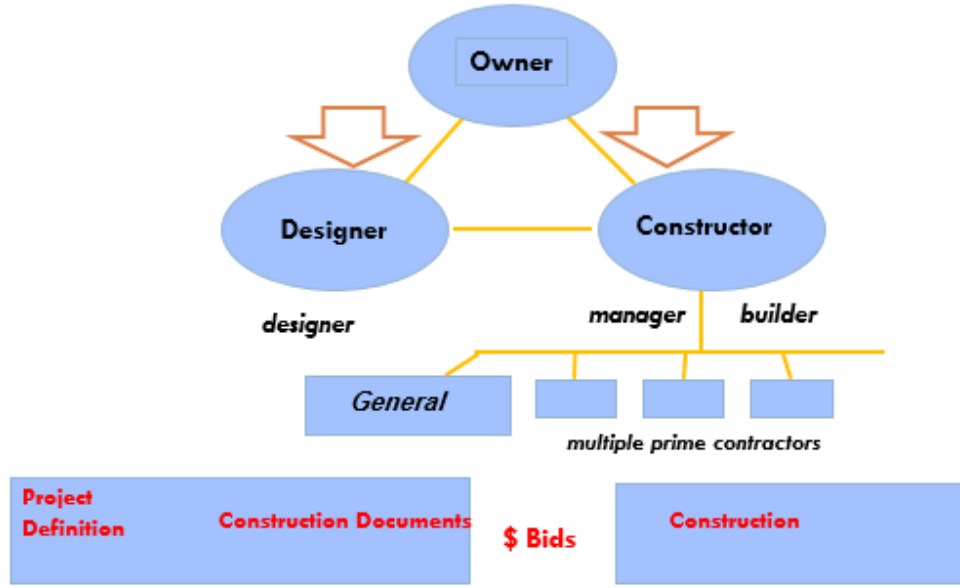 Owner
Designer
Constructor
designer
manager
builder
General
multiple prime contractors
Project
Definition
Construction Documents
$ Bids
Construction